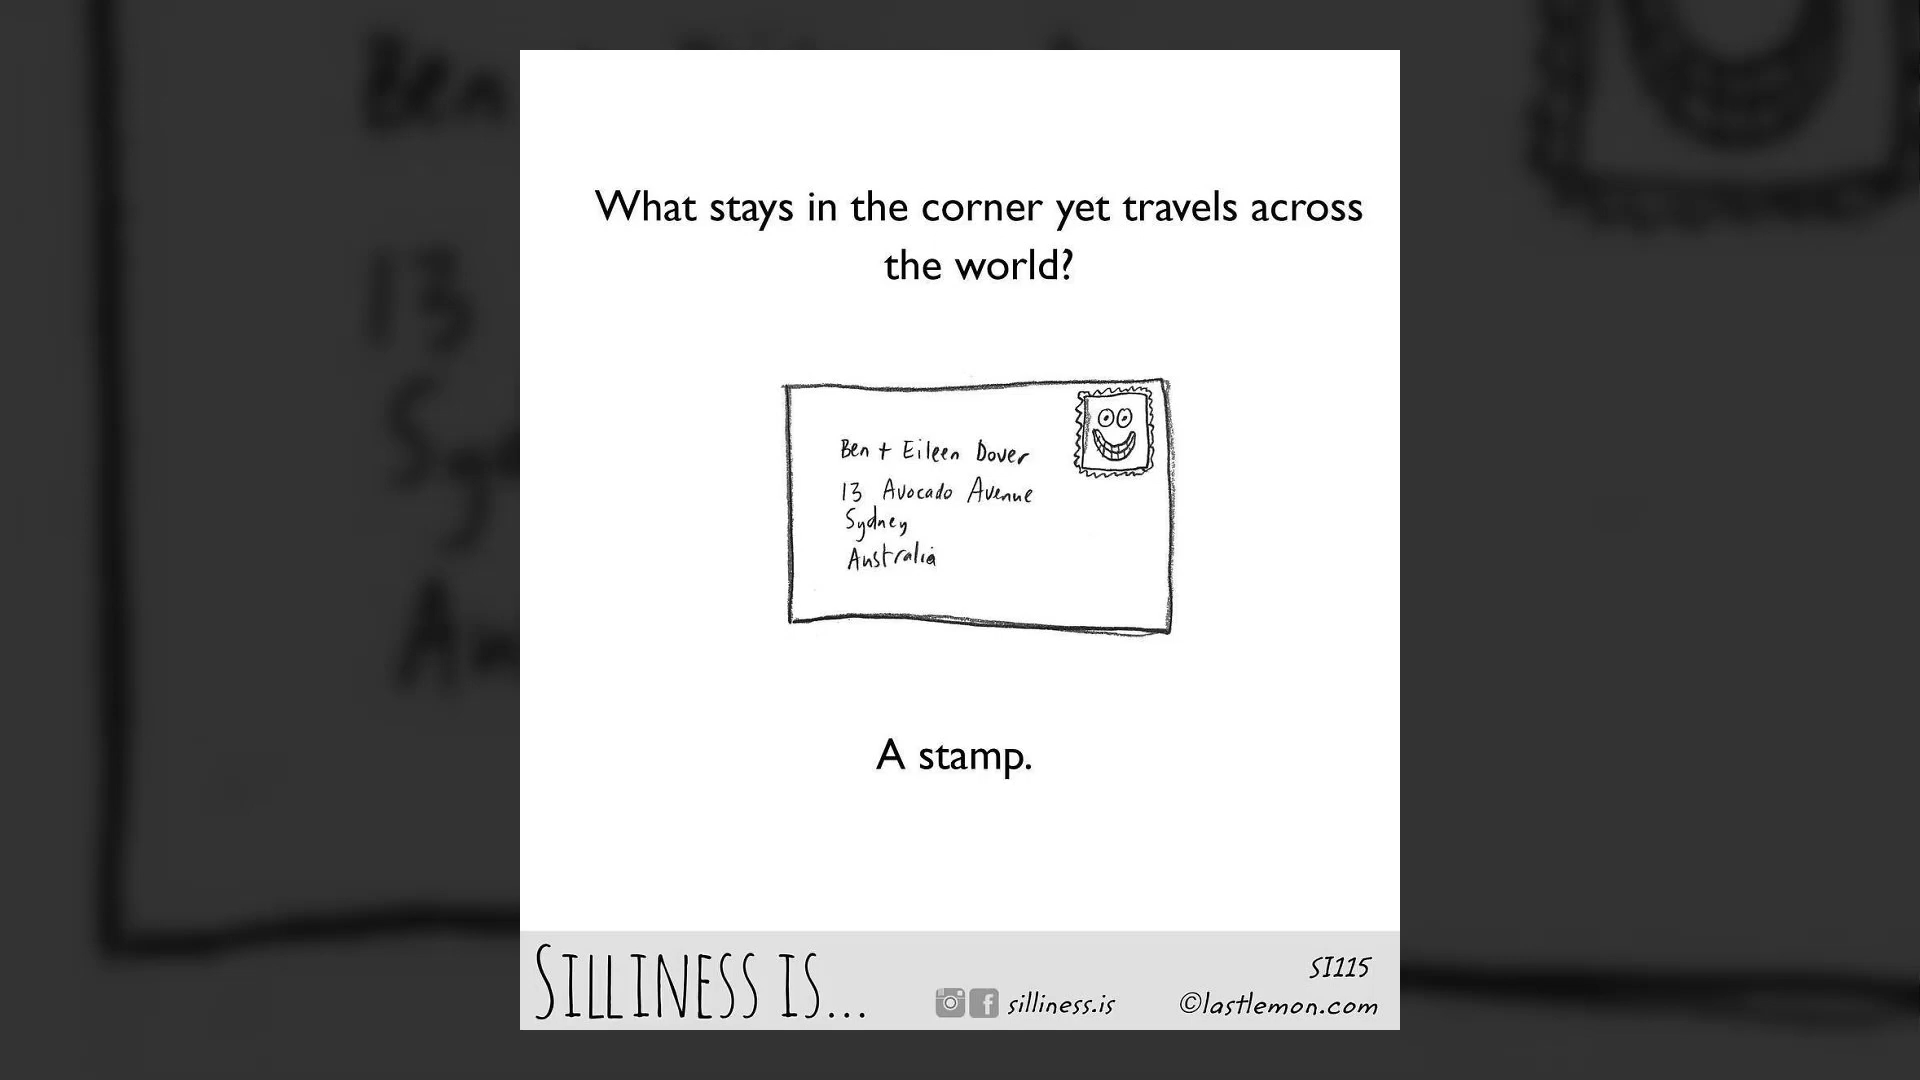 What stays in the corner yet travels across
the world?
Ben + Eileen Dover
13 Avocado Avenue
Sydney
Australia
A stamp.
SILLINESS IS...
silliness.is
SI115
©lastlemon.com